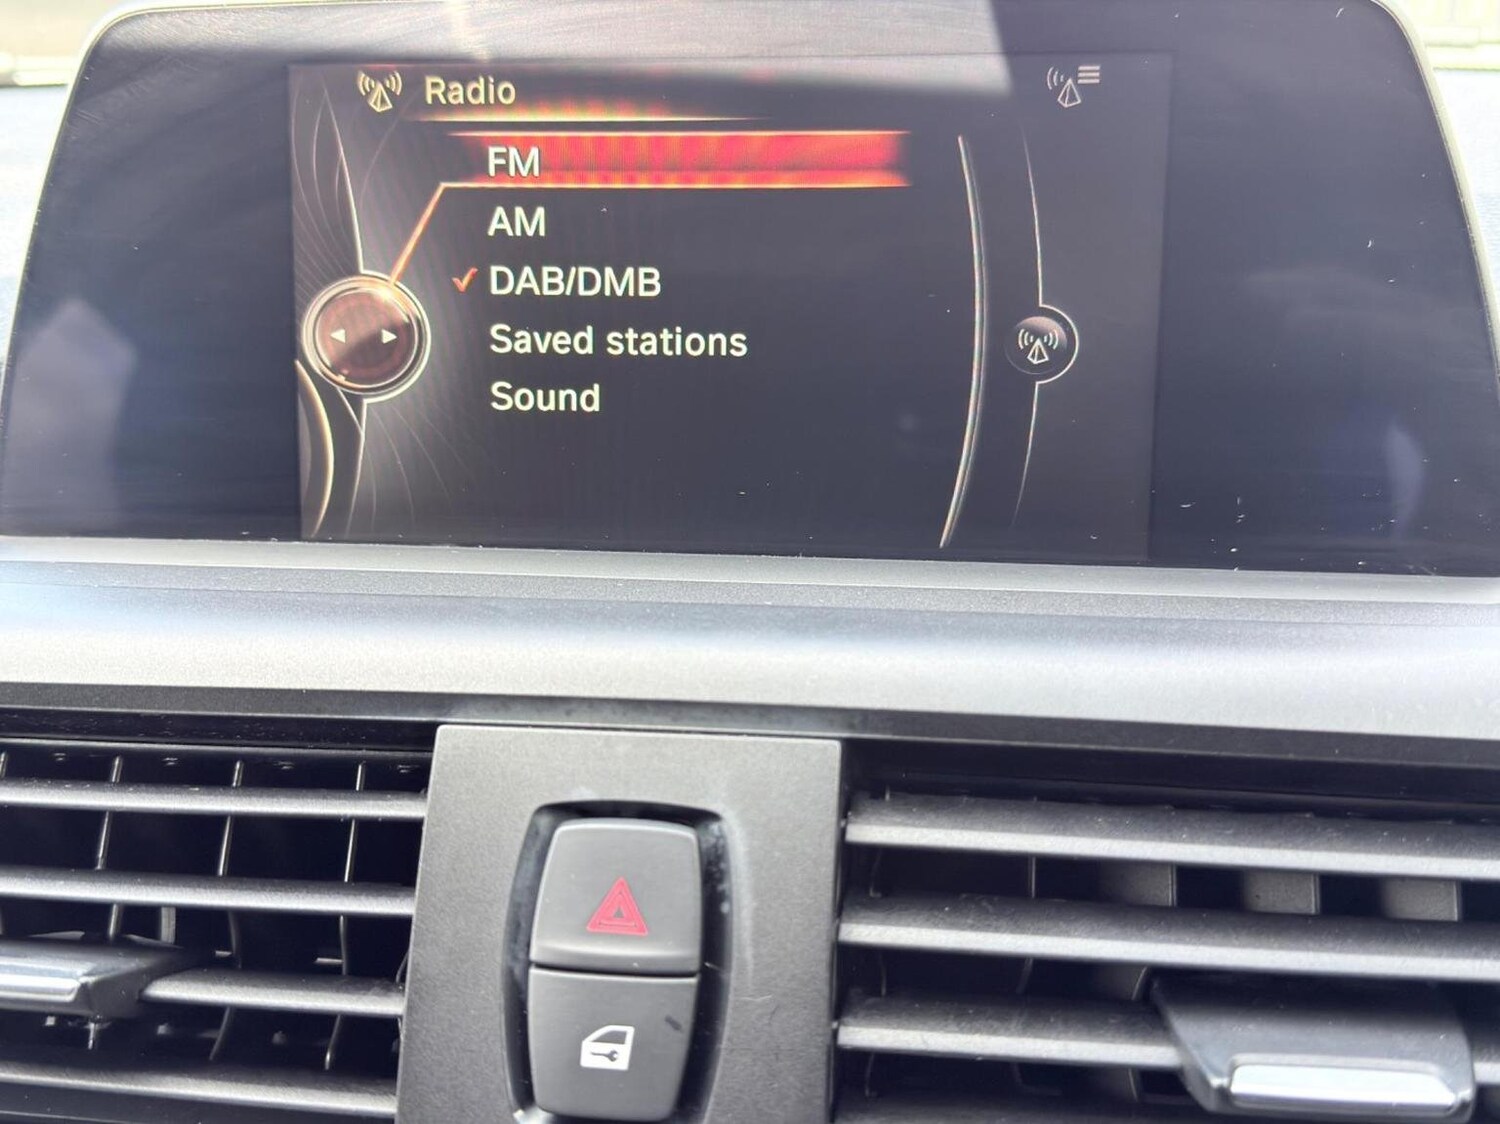 Radio
FM
AM
DAB/DMB
Saved stations
Sound